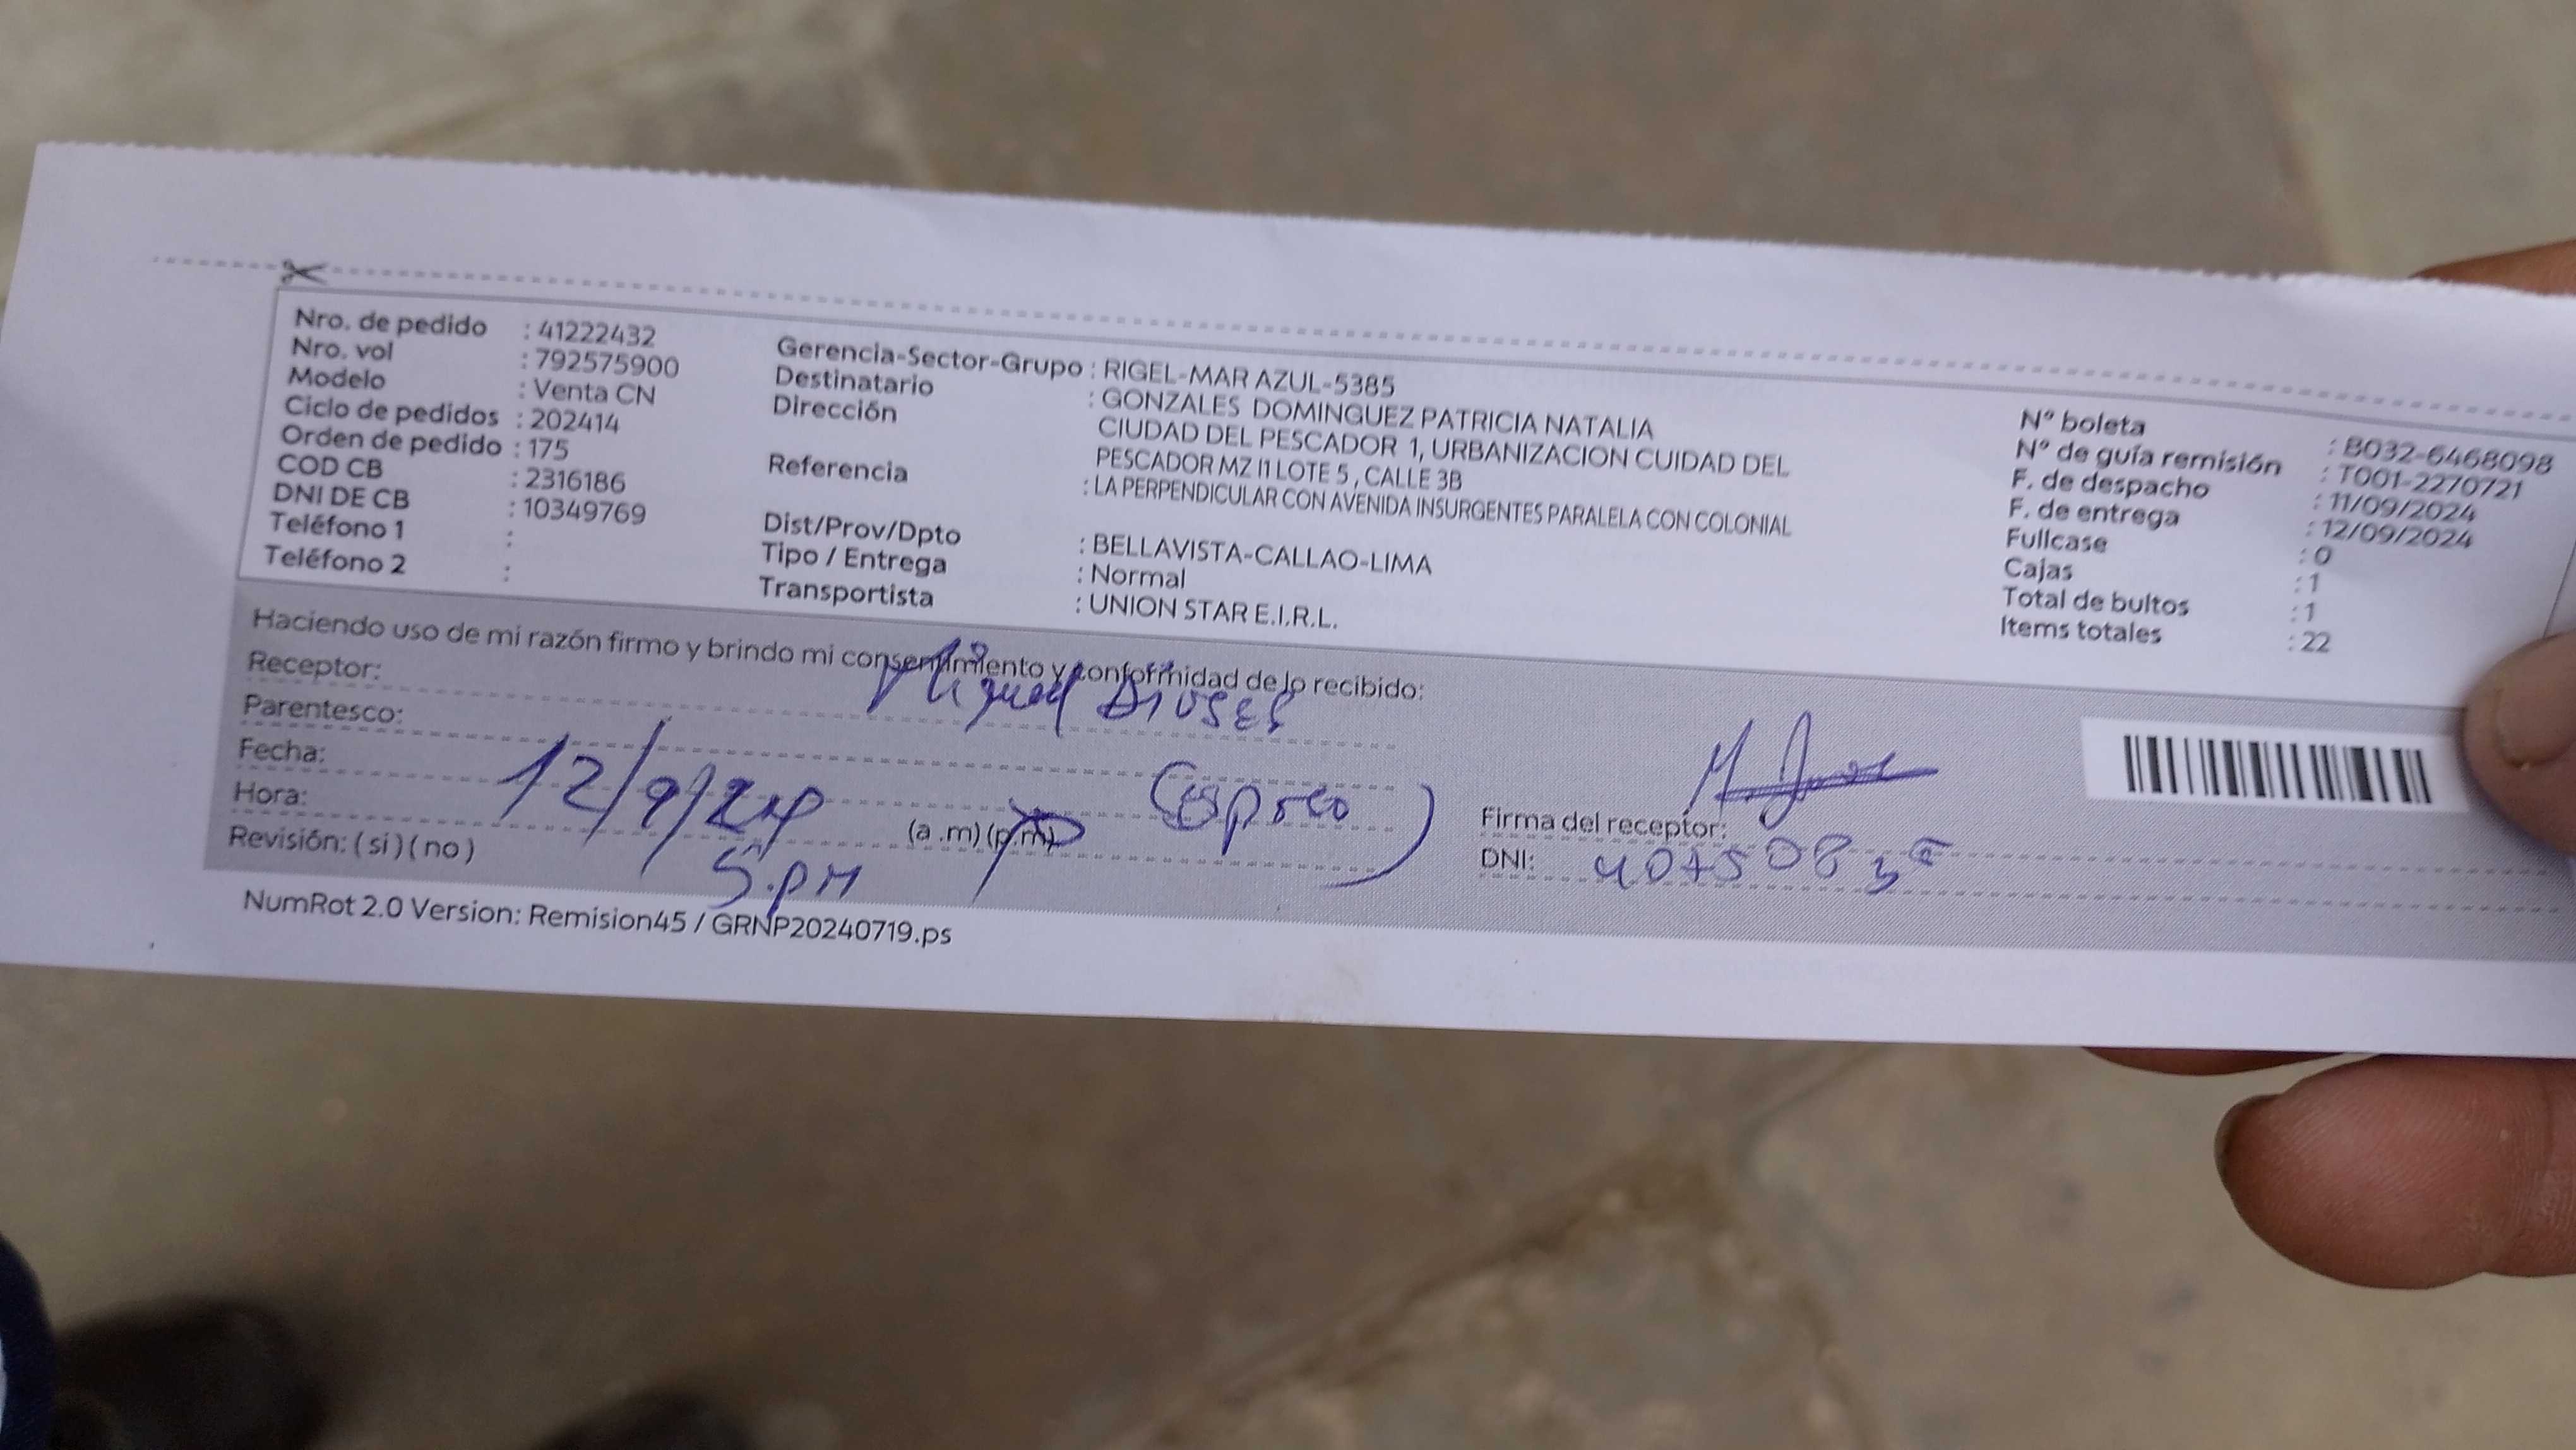 Nro. de pedido : 41222432
Nro. vol : 792575900
Modelo : Venta CN
Ciclo de pedidos : 202414
Orden de pedido : 175
COD CB : 2316186
DNI DE CB : 10349769
Teléfono 1 :
Teléfono 2 :
Gerencia-Sector-Grupo : RIGEL-MAR AZUL-5385
Destinatario : GONZALES DOMINGUEZ PATRICIA NATALIA
Dirección CIUDAD DEL PESCADOR 1, URBANIZACION CUIDAD DEL
PESCADOR MZ I1 LOTE 5 , CALLE 3B
Referencia : LA PERPENDICULAR CON AVENIDA INSURGENTES PARALELA CON COLONIAL
Dist/Prov/Dpto : BELLAVISTA-CALLAO-LIMA
Tipo / Entrega : Normal
Transportista : UNION STAR E.I.R.L.
Nº boleta : B032-6468098
Nº de guía remisión : T001-2270721
F. de despacho : 11/09/2024
F. de entrega : 12/09/2024
Fullcase : 0
Cajas : 1
Total de bultos : 1
Items totales : 22
Haciendo uso de mi razón firmo y brindo mi consentimiento y conformidad de lo recibido:
Receptor: Miguel Dioses
Parentesco:
Fecha: 12/9/
Hora: (a .m) (p.m)
5.pm
Revisión: ( si ) ( no )
Firma del receptor:
DNI:
NumRot 2.0 Version: Remision45 / GRNP20240719.ps